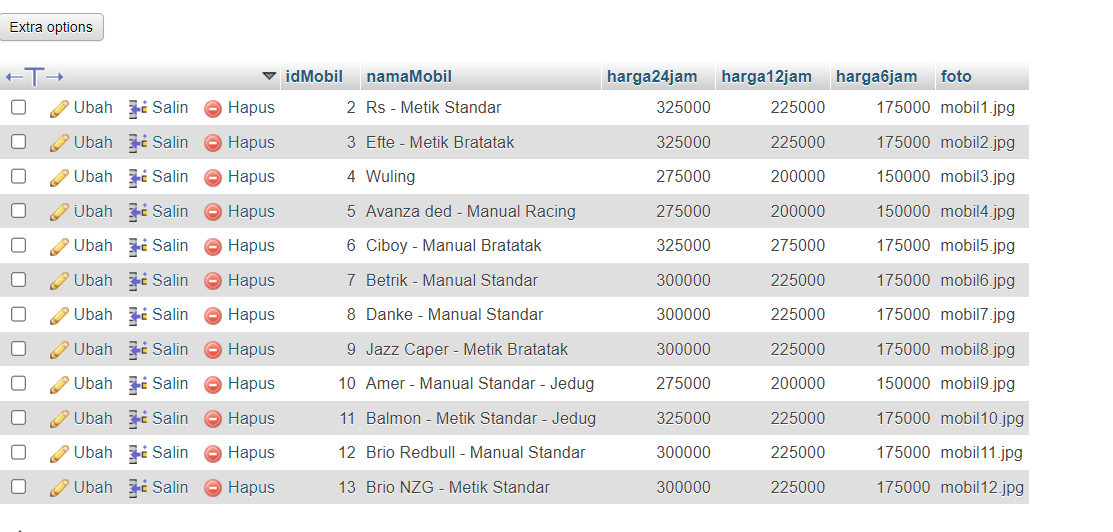 Extra options
idMobil namaMobil harga24jam harga12jam harga6jam foto
Ubah Salin Hapus 2 Rs - Metik Standar 325000 225000 175000 mobil1.jpg
Ubah Salin Hapus 3 Efte - Metik Bratatak 325000 225000 175000 mobil2.jpg
Ubah Salin Hapus 4 Wuling 275000 200000 150000 mobil3.jpg
Ubah Salin Hapus 5 Avanza ded - Manual Racing 275000 200000 150000 mobil4.jpg
Ubah Salin Hapus 6 Ciboy - Manual Bratatak 325000 275000 175000 mobil5.jpg
Ubah Salin Hapus 7 Betrik - Manual Standar 300000 225000 175000 mobil6.jpg
Ubah Salin Hapus 8 Danke - Manual Standar 300000 225000 175000 mobil7.jpg
Ubah Salin Hapus 9 Jazz Caper - Metik Bratatak 300000 225000 175000 mobil8.jpg
Ubah Salin Hapus 10 Amer - Manual Standar - Jedug 275000 200000 150000 mobil9.jpg
Ubah Salin Hapus 11 Balmon - Metik Standar - Jedug 325000 225000 175000 mobil10.jpg
Ubah Salin Hapus 12 Brio Redbull - Manual Standar 300000 225000 175000 mobil11.jpg
Ubah Salin Hapus 13 Brio NZG - Metik Standar 300000 225000 175000 mobil12.jpg